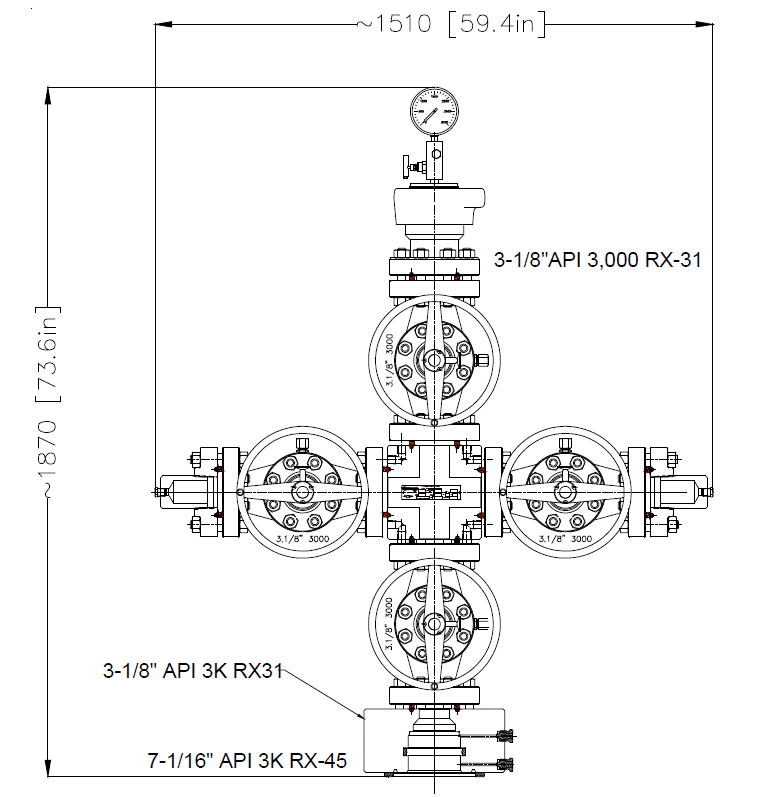 ~1510 [59.4in]
3-1/8"API 3,000 RX-31
~1870 [73.6in]
3.1/8" 3000
3.1/8" 3000
3.1/8" 3000
3.1/8" 3000
3-1/8" API 3K RX31
7-1/16" API 3K RX-45